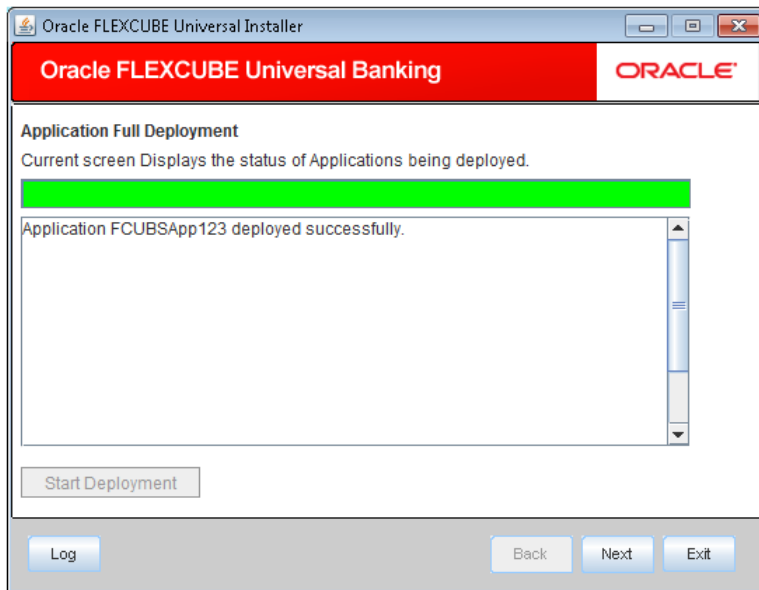 Oracle FLEXCUBE Universal Installer
Oracle FLEXCUBE Universal Banking
ORACLE
Application Full Deployment
Current screen Displays the status of Applications being deployed.
Application FCUBSApp123 deployed successfully.
Start Deployment
Log
Back
Next
Exit